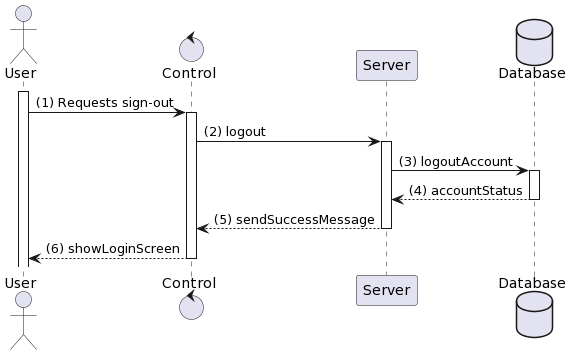 User
Control
Server
Database
(1) Requests sign-out
(2) logout
(3) logoutAccount
(4) accountStatus
(5) sendSuccessMessage
(6) showLoginScreen
User
Control
Server
Database